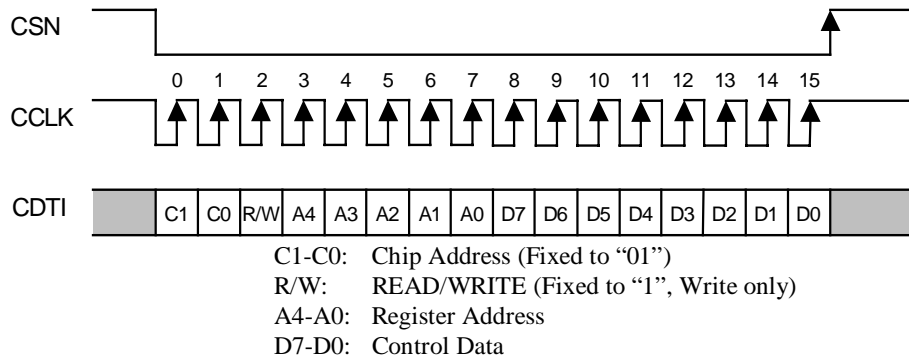 CSN
0 1 2 3 4 5 6 7 8 9 10 11 12 13 14 15
CCLK
CDTI C1 C0 R/W A4 A3 A2 A1 A0 D7 D6 D5 D4 D3 D2 D1 D0
C1-C0: Chip Address (Fixed to “01”)
R/W: READ/WRITE (Fixed to “1”, Write only)
A4-A0: Register Address
D7-D0: Control Data